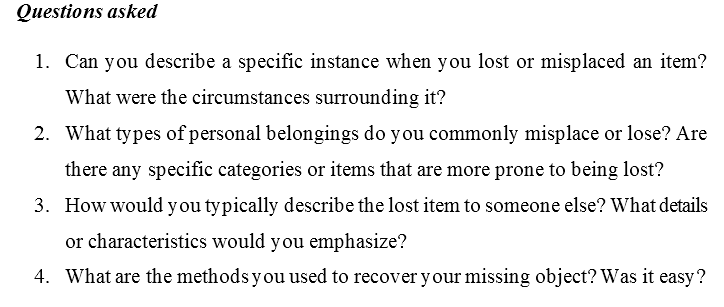 Questions asked
1. Can you describe a specific instance when you lost or misplaced an item?
What were the circumstances surrounding it?
2. What types of personal belongings do you commonly misplace or lose? Are
there any specific categories or items that are more prone to being lost?
3. How would you typically describe the lost item to someone else? What details
or characteristics would you emphasize?
4. What are the methods you used to recover your missing object? Was it easy?